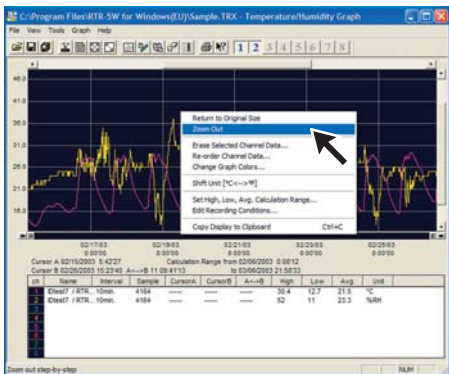 C:\Program Files\RTR-5W for Windows(EU)\Sample.TRX - Temperature/Humidity Graph
File View Tools Graph Help
1 2 3 4 5 6 7 8
46.0
41.0
36.0
31.0
26.0
21.0
16.0
Return to Original Size
Zoom Out
Erase Selected Channel Data...
Re-order Channel Data...
Change Graph Colors...
Shift Unit [°C<-->°F]
Set High, Low, Avg. Calculation Range...
Edit Recording Conditions...
Copy Display to Clipboard Ctrl+C
02/17/03 02/19/03 02/21/03 02/23/03 02/25/03
0:00'00 0:00'00 0:00'00 0:00'00 0:00'00
Cursor A 02/15/2003 5:42'27 Calculation Range from 02/06/2003 0:08'12
Cursor B 02/26/2003 15:23'40 A<-->B 11 09:41'13 to 03/06/2003 21:58'33
ch Name Interval Sample CursorA CursorB A<->B High Low Avg. Unit
1 IDtest7 / RTR... 10min. 4164 ----- ----- ----- 30.4 12.7 21.5 °C
2 IDtest7 / RTR... 10min. 4164 ----- ----- ----- 52 11 23.3 %RH
3
4
5
6
7
8
Zoom out step-by-step NUM